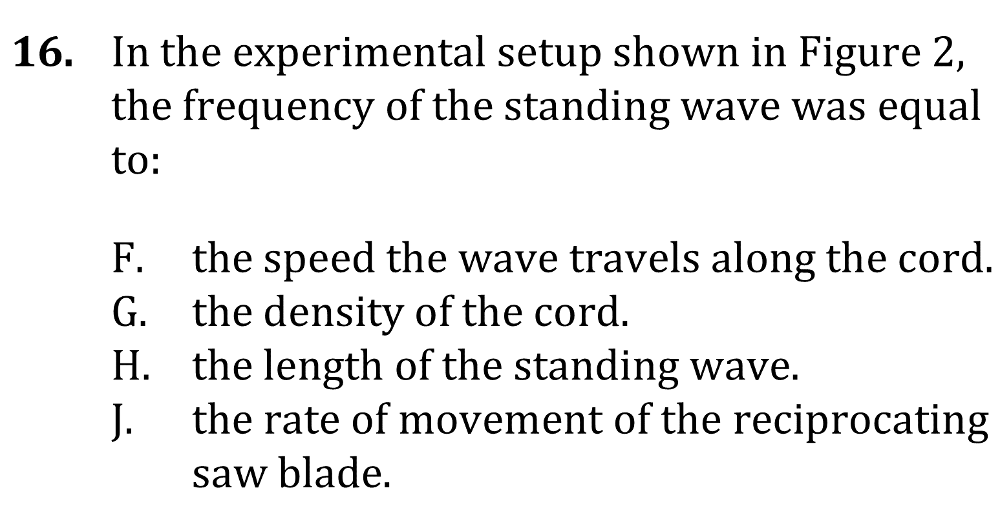 16. In the experimental setup shown in Figure 2,
the frequency of the standing wave was equal
to:
F. the speed the wave travels along the cord.
G. the density of the cord.
H. the length of the standing wave.
J. the rate of movement of the reciprocating
saw blade.